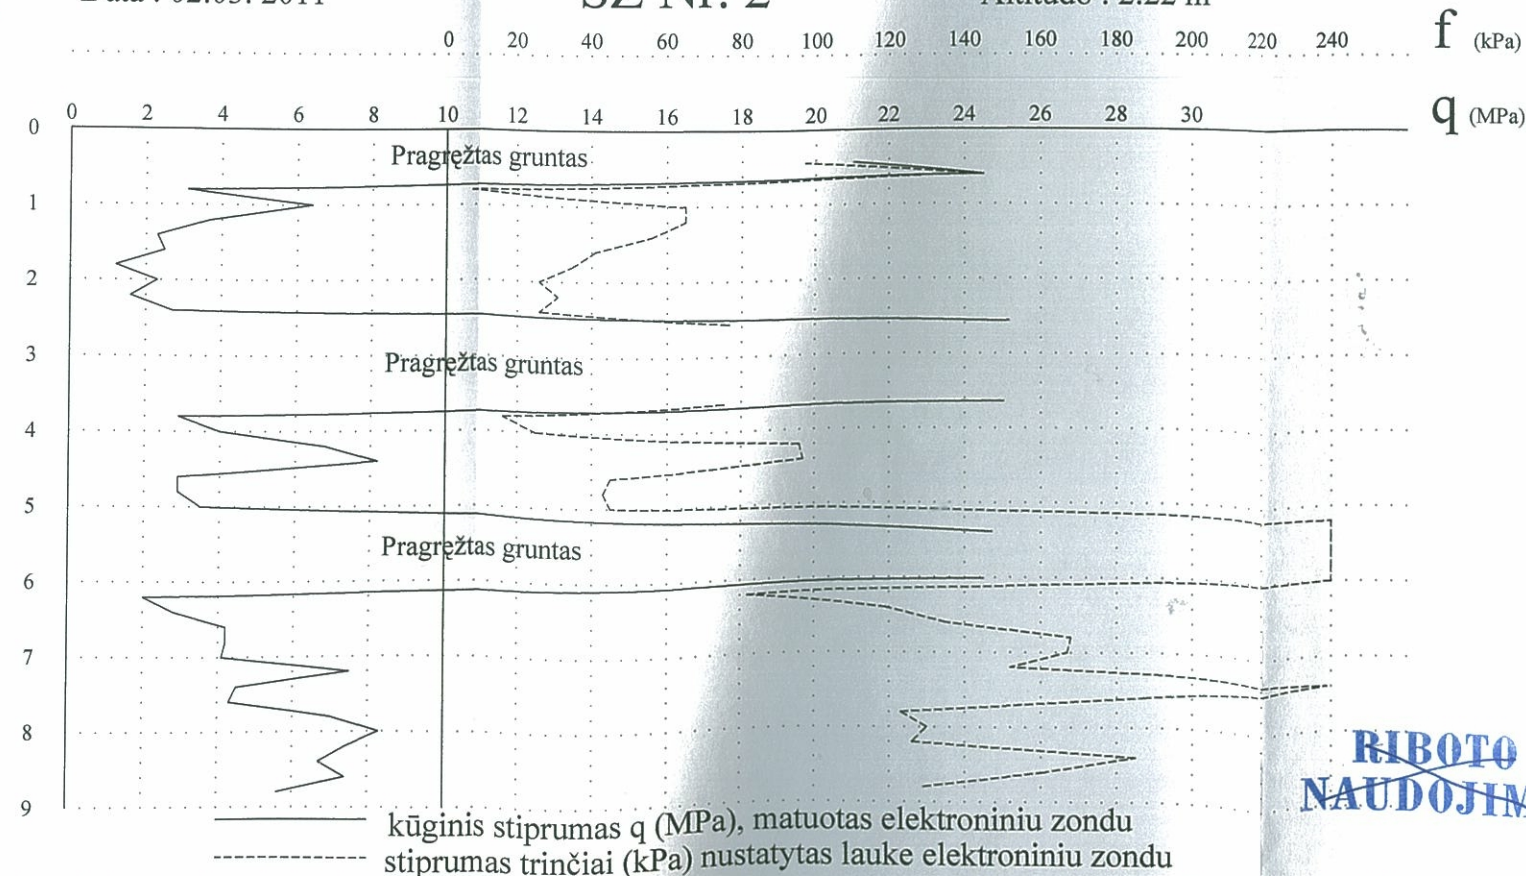 SZ Nr. 2
0 20 40 60 80 100 120 140 160 180 200 220 240 f (kPa)
0 2 4 6 8 10 12 14 16 18 20 22 24 26 28 30 q (MPa)
0
Pragręžtas gruntas
1
2
3
Pragręžtas gruntas
4
5
Pragręžtas gruntas
6
7
8
RIBOTO
NAUDOJIM
9
kūginis stiprumas q (MPa), matuotas elektroniniu zondu
stiprumas trinčiai (kPa) nustatytas lauke elektroniniu zondu